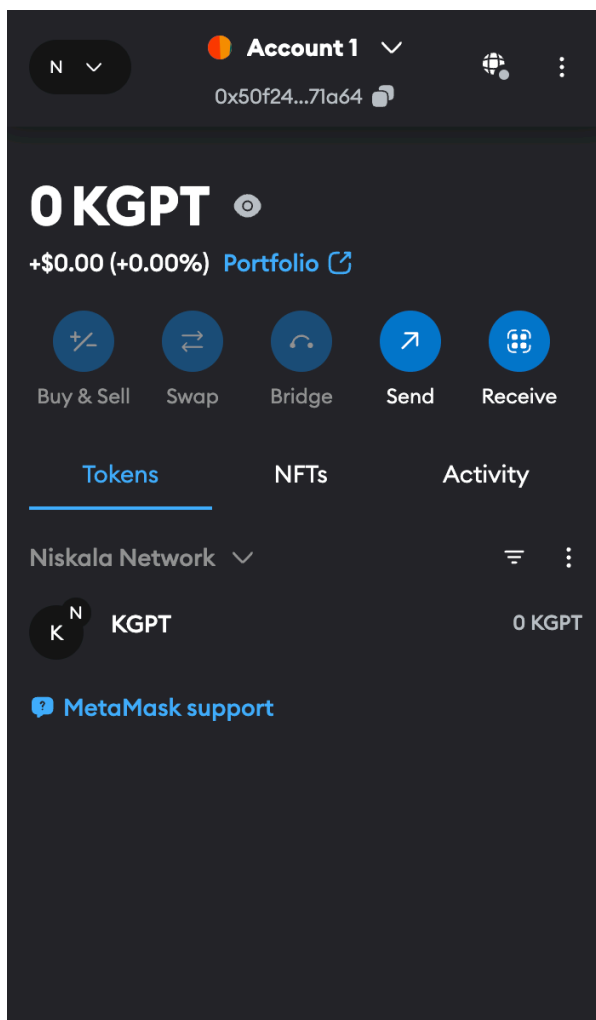 N
Account 1
0x50f24...71a64
0 KGPT
+$0.00 (+0.00%) Portfolio
Buy & Sell Swap Bridge Send Receive
Tokens NFTs Activity
Niskala Network
K N KGPT 0 KGPT
MetaMask support